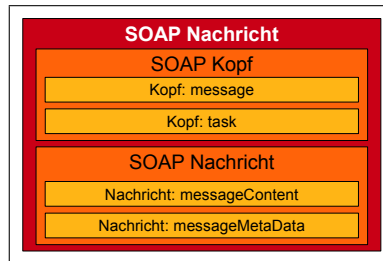 SOAP Nachricht
SOAP Kopf
Kopf: message
Kopf: task
SOAP Nachricht
Nachricht: messageContent
Nachricht: messageMetaData